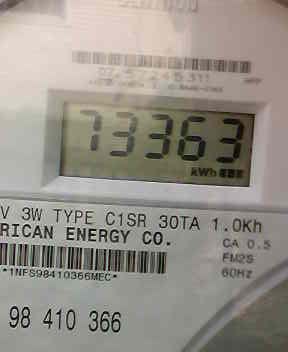 73363
kWh
V 3W TYPE C1SR 30TA 1.0Kh
RICAN ENERGY CO.
CA 0.5
FM2S
60Hz
*1NFS98410366MEC*
98 410 366